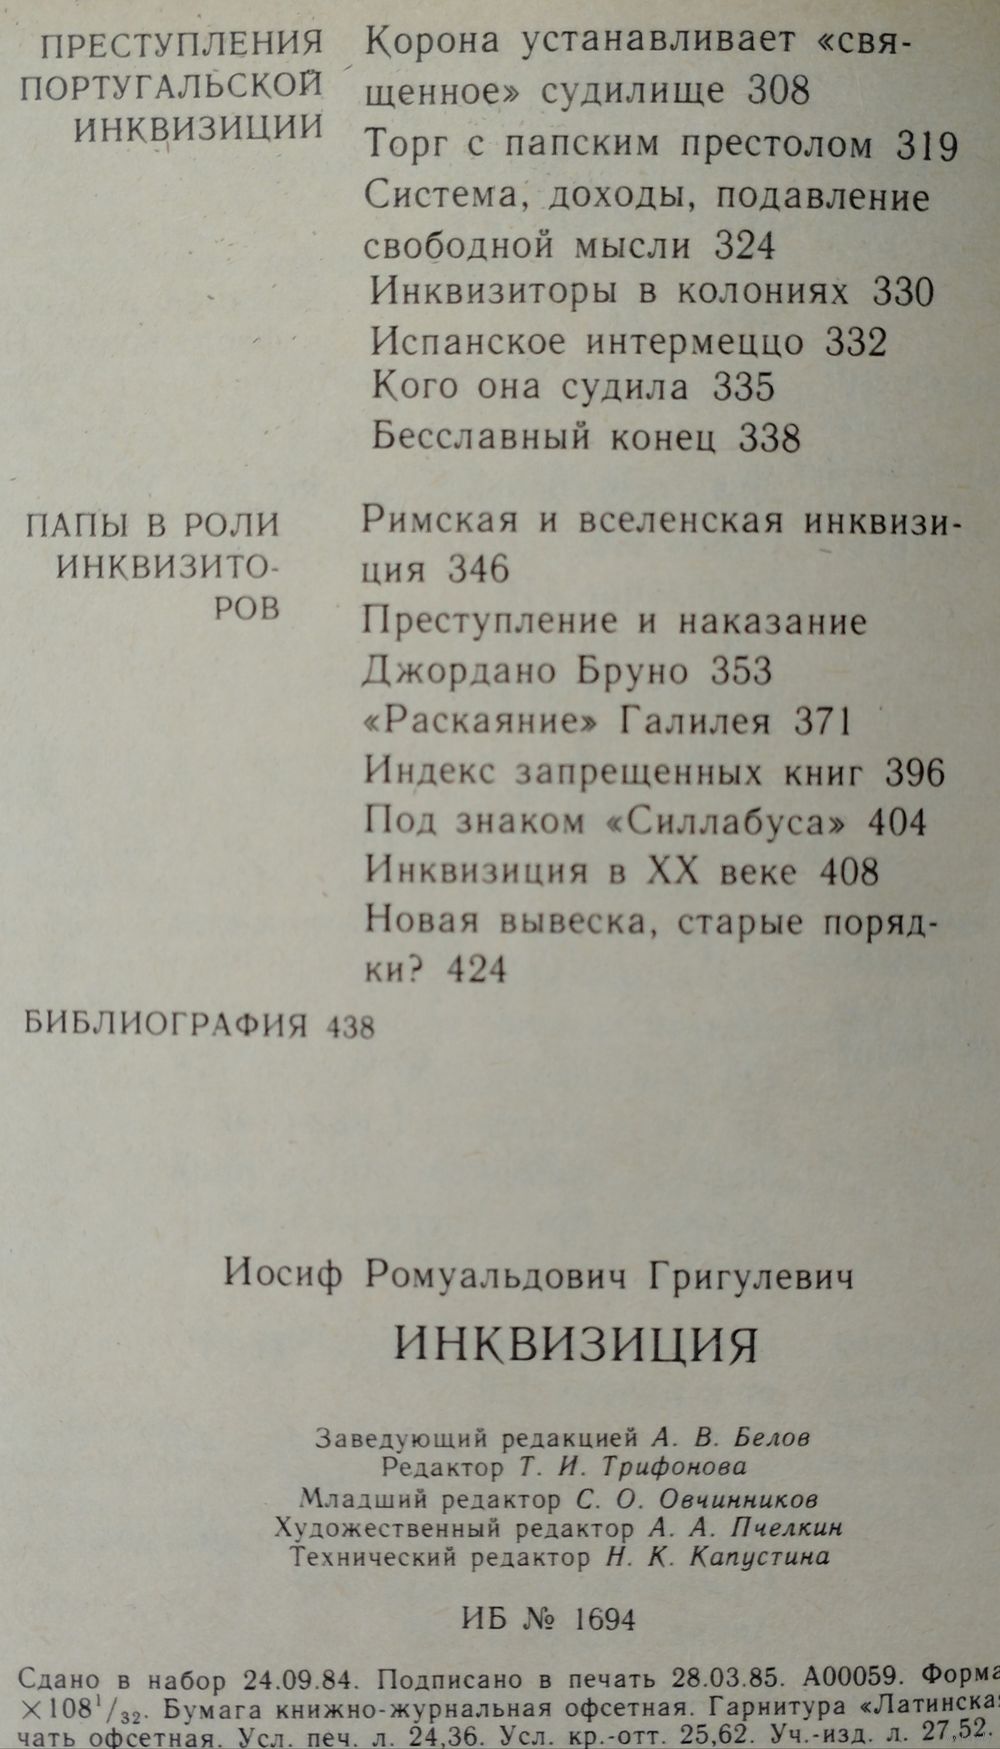 ПРЕСТУПЛЕНИЯ
ПОРТУГАЛЬСКОЙ
ИНКВИЗИЦИИ
Корона устанавливает «свя-
щенное» судилище 308
Торг с папским престолом 319
Система, доходы, подавление
свободной мысли 324
Инквизиторы в колониях 330
Испанское интермеццо 332
Кого она судила 335
Бесславный конец 338
ПАПЫ В РОЛИ
ИНКВИЗИТО-
РОВ
Римская и вселенская инквизи-
ция 346
Преступление и наказание
Джордано Бруно 353
«Раскаяние» Галилея 371
Индекс запрещенных книг 396
Под знаком «Силлабуса» 404
Инквизиция в XX веке 408
Новая вывеска, старые поряд-
ки? 424
БИБЛИОГРАФИЯ 438
Иосиф Ромуальдович Григулевич
ИНКВИЗИЦИЯ
Заведующий редакцией А. В. Белов
Редактор Т. И. Трифонова
Младший редактор С. О. Овчинников
Художественный редактор А. А. Пчелкин
Технический редактор Н. К. Капустина
ИБ № 1694
Сдано в набор 24.09.84. Подписано в печать 28.03.85. А00059. Форма
×108¹/₃₂. Бумага книжно-журнальная офсетная. Гарнитура «Латинска
чать офсетная. Усл. печ. л. 24,36. Усл. кр.-отт. 25,62. Уч.-изд. л. 27,52.